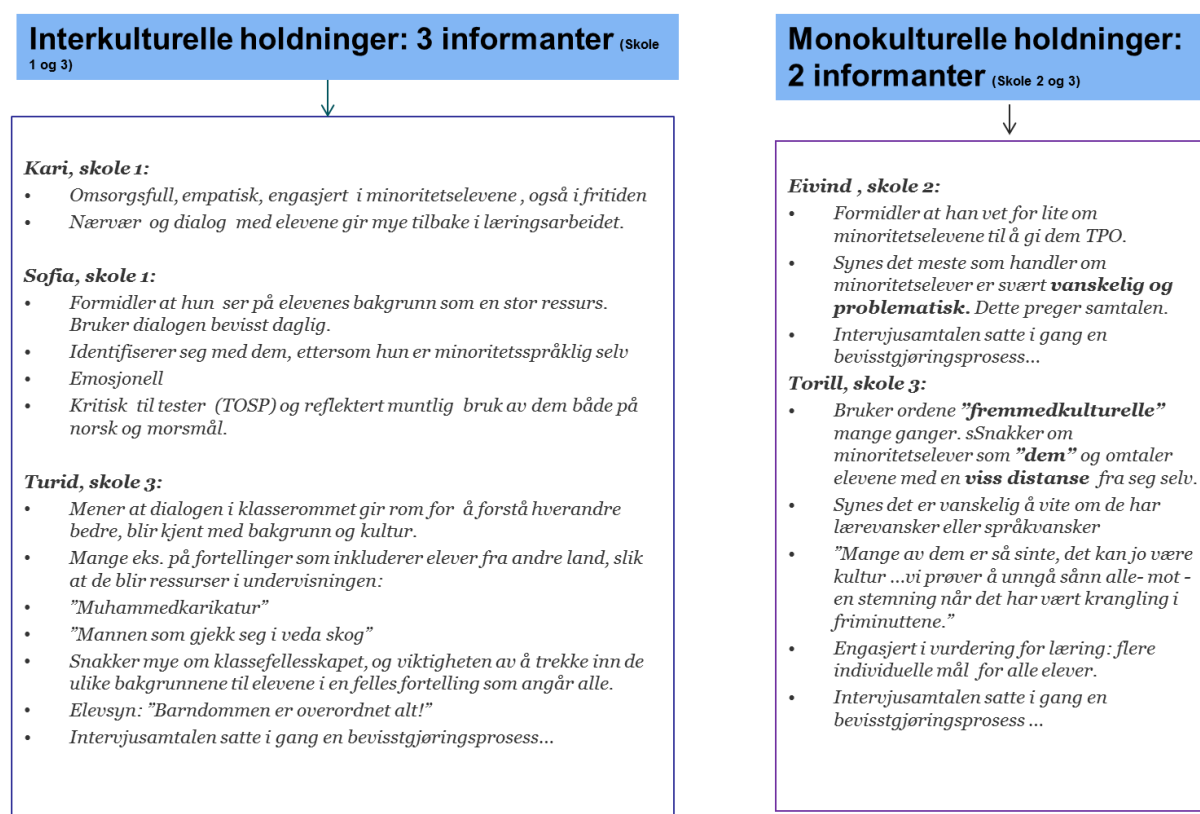 Interkulturelle holdninger: 3 informanter (Skole
1 og 3)
Kari, skole 1:
• Omsorgsfull, empatisk, engasjert i minoritetselevene , også i fritiden
• Nærvær og dialog med elevene gir mye tilbake i læringsarbeidet.
Sofia, skole 1:
• Formidler at hun ser på elevenes bakgrunn som en stor ressurs.
Bruker dialogen bevisst daglig.
• Identifiserer seg med dem, ettersom hun er minoritetsspråklig selv
• Emosjonell
• Kritisk til tester (TOSP) og reflektert muntlig bruk av dem både på
norsk og morsmål.
Turid, skole 3:
• Mener at dialogen i klasserommet gir rom for å forstå hverandre
bedre, blir kjent med bakgrunn og kultur.
• Mange eks. på fortellinger som inkluderer elever fra andre land, slik
at de blir ressurser i undervisningen:
• ”Muhammedkarikatur”
• ”Mannen som gjekk seg i veda skog”
• Snakker mye om klassefellesskapet, og viktigheten av å trekke inn de
ulike bakgrunnene til elevene i en felles fortelling som angår alle.
• Elevsyn: ”Barndommen er overordnet alt!”
• Intervjusamtalen satte i gang en bevisstgjøringsprosess...
Monokulturelle holdninger:
2 informanter (Skole 2 og 3)
Eivind , skole 2:
• Formidler at han vet for lite om
minoritetselevene til å gi dem TPO.
• Synes det meste som handler om
minoritetselever er svært vanskelig og
problematisk. Dette preger samtalen.
• Intervjusamtalen satte i gang en
bevisstgjøringsprosess...
Torill, skole 3:
• Bruker ordene ”fremmedkulturelle”
mange ganger. sSnakker om
minoritetselever som ”dem” og omtaler
elevene med en viss distanse fra seg selv.
• Synes det er vanskelig å vite om de har
lærevansker eller språkvansker
• ”Mange av dem er så sinte, det kan jo være
kultur ...vi prøver å unngå sånn alle- mot -
en stemning når det har vært krangling i
friminuttene.”
• Engasjert i vurdering for læring: flere
individuelle mål for alle elever.
• Intervjusamtalen satte i gang en
bevisstgjøringsprosess ...